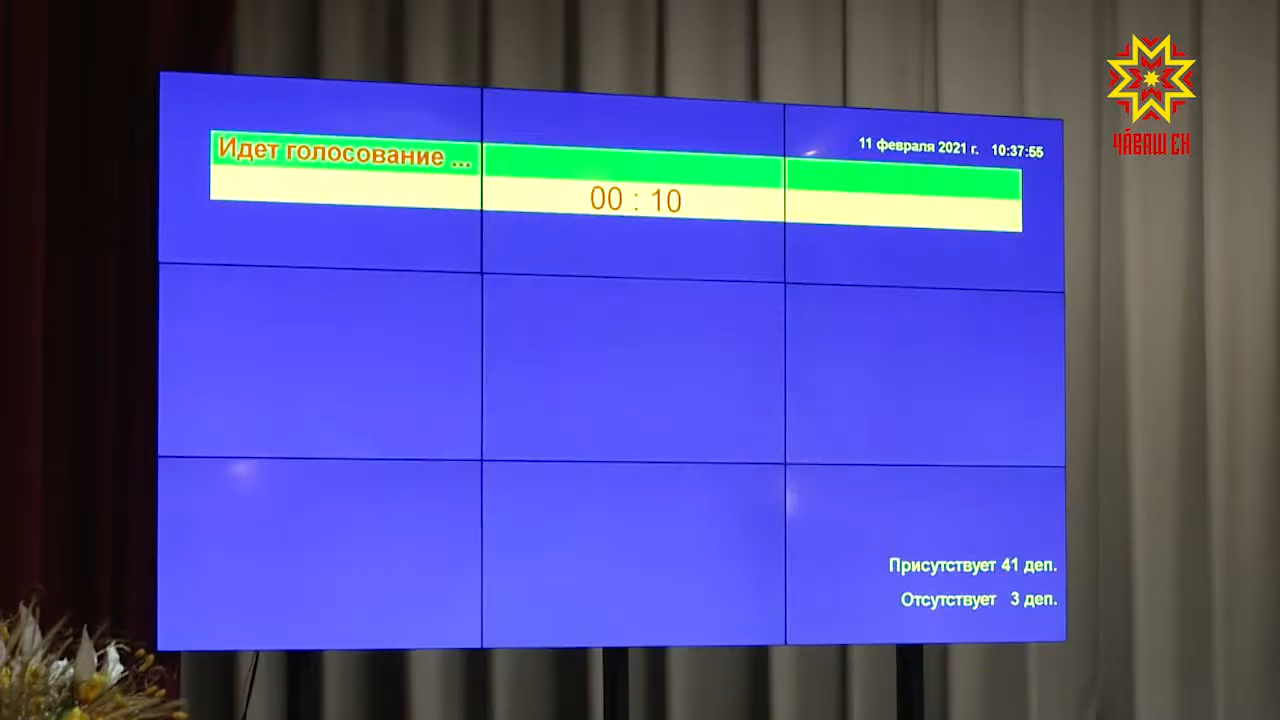 Идет голосование ...
11 февраля 2021 г. 10:37:55
00 : 10
Присутствует 41 деп.
Отсутствует 3 деп.
ЧӐВАШ ЕН